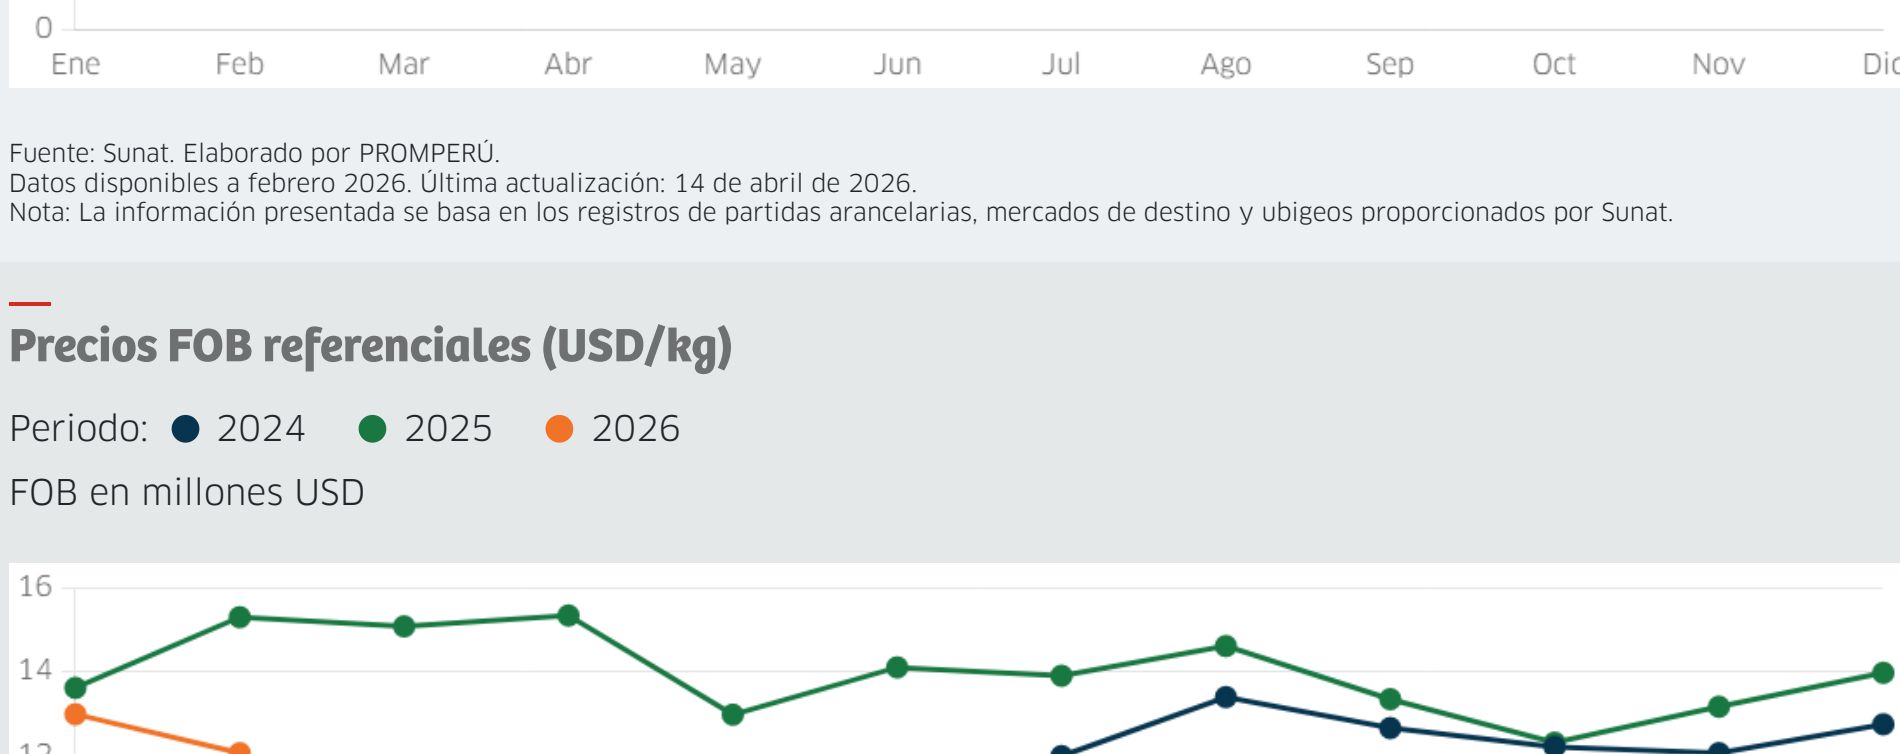 0
Ene Feb Mar Abr May Jun Jul Ago Sep Oct Nov
Fuente: Sunat. Elaborado por PROMPERÚ.
Datos disponibles a febrero 2026. Última actualización: 14 de abril de 2026.
Nota: La información presentada se basa en los registros de partidas arancelarias, mercados de destino y ubigeos proporcionados por Sunat.
Precios FOB referenciales (USD/kg)
Periodo: 2024 2025 2026
FOB en millones USD
16
14
12